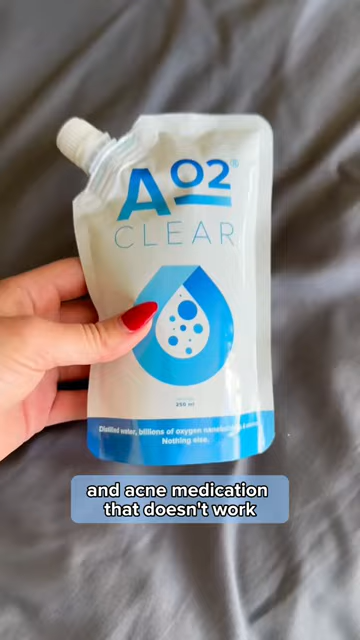 AO2®
CLEAR
250 ml
Distilled water, billions of oxygen
Nothing else.
and acne medication
that doesn't work